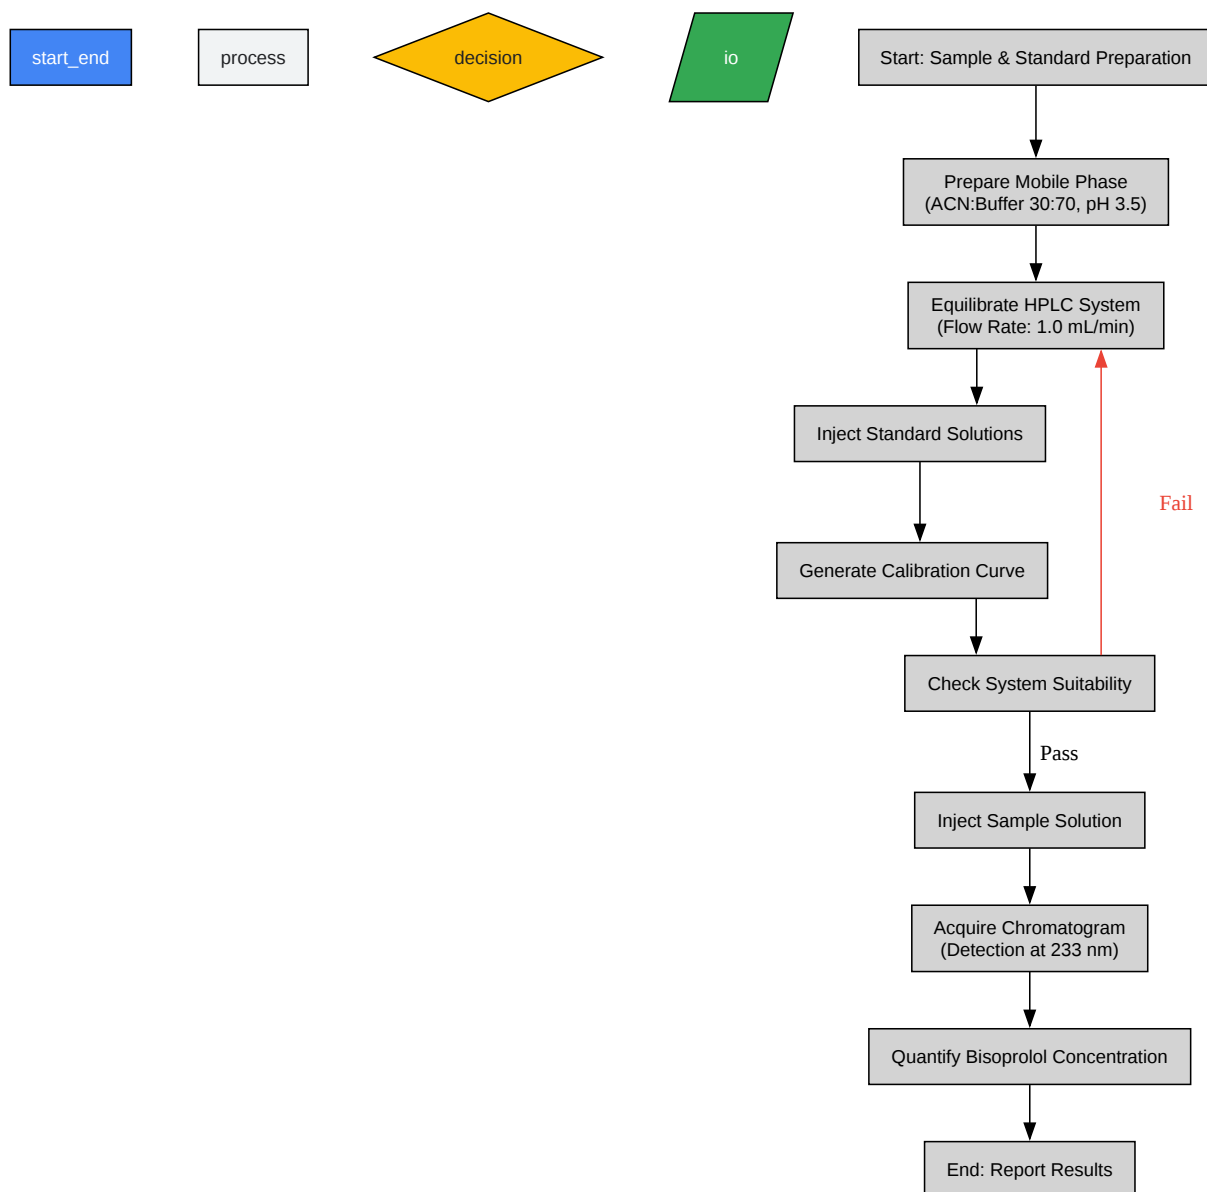 start_end
process
decision
io
Start: Sample & Standard Preparation
Prepare Mobile Phase
(ACN:Buffer 30:70, pH 3.5)
Equilibrate HPLC System
(Flow Rate: 1.0 mL/min)
Inject Standard Solutions
Fail
Generate Calibration Curve
Check System Suitability
Pass
Inject Sample Solution
Acquire Chromatogram
(Detection at 233 nm)
Quantify Bisoprolol Concentration
End: Report Results